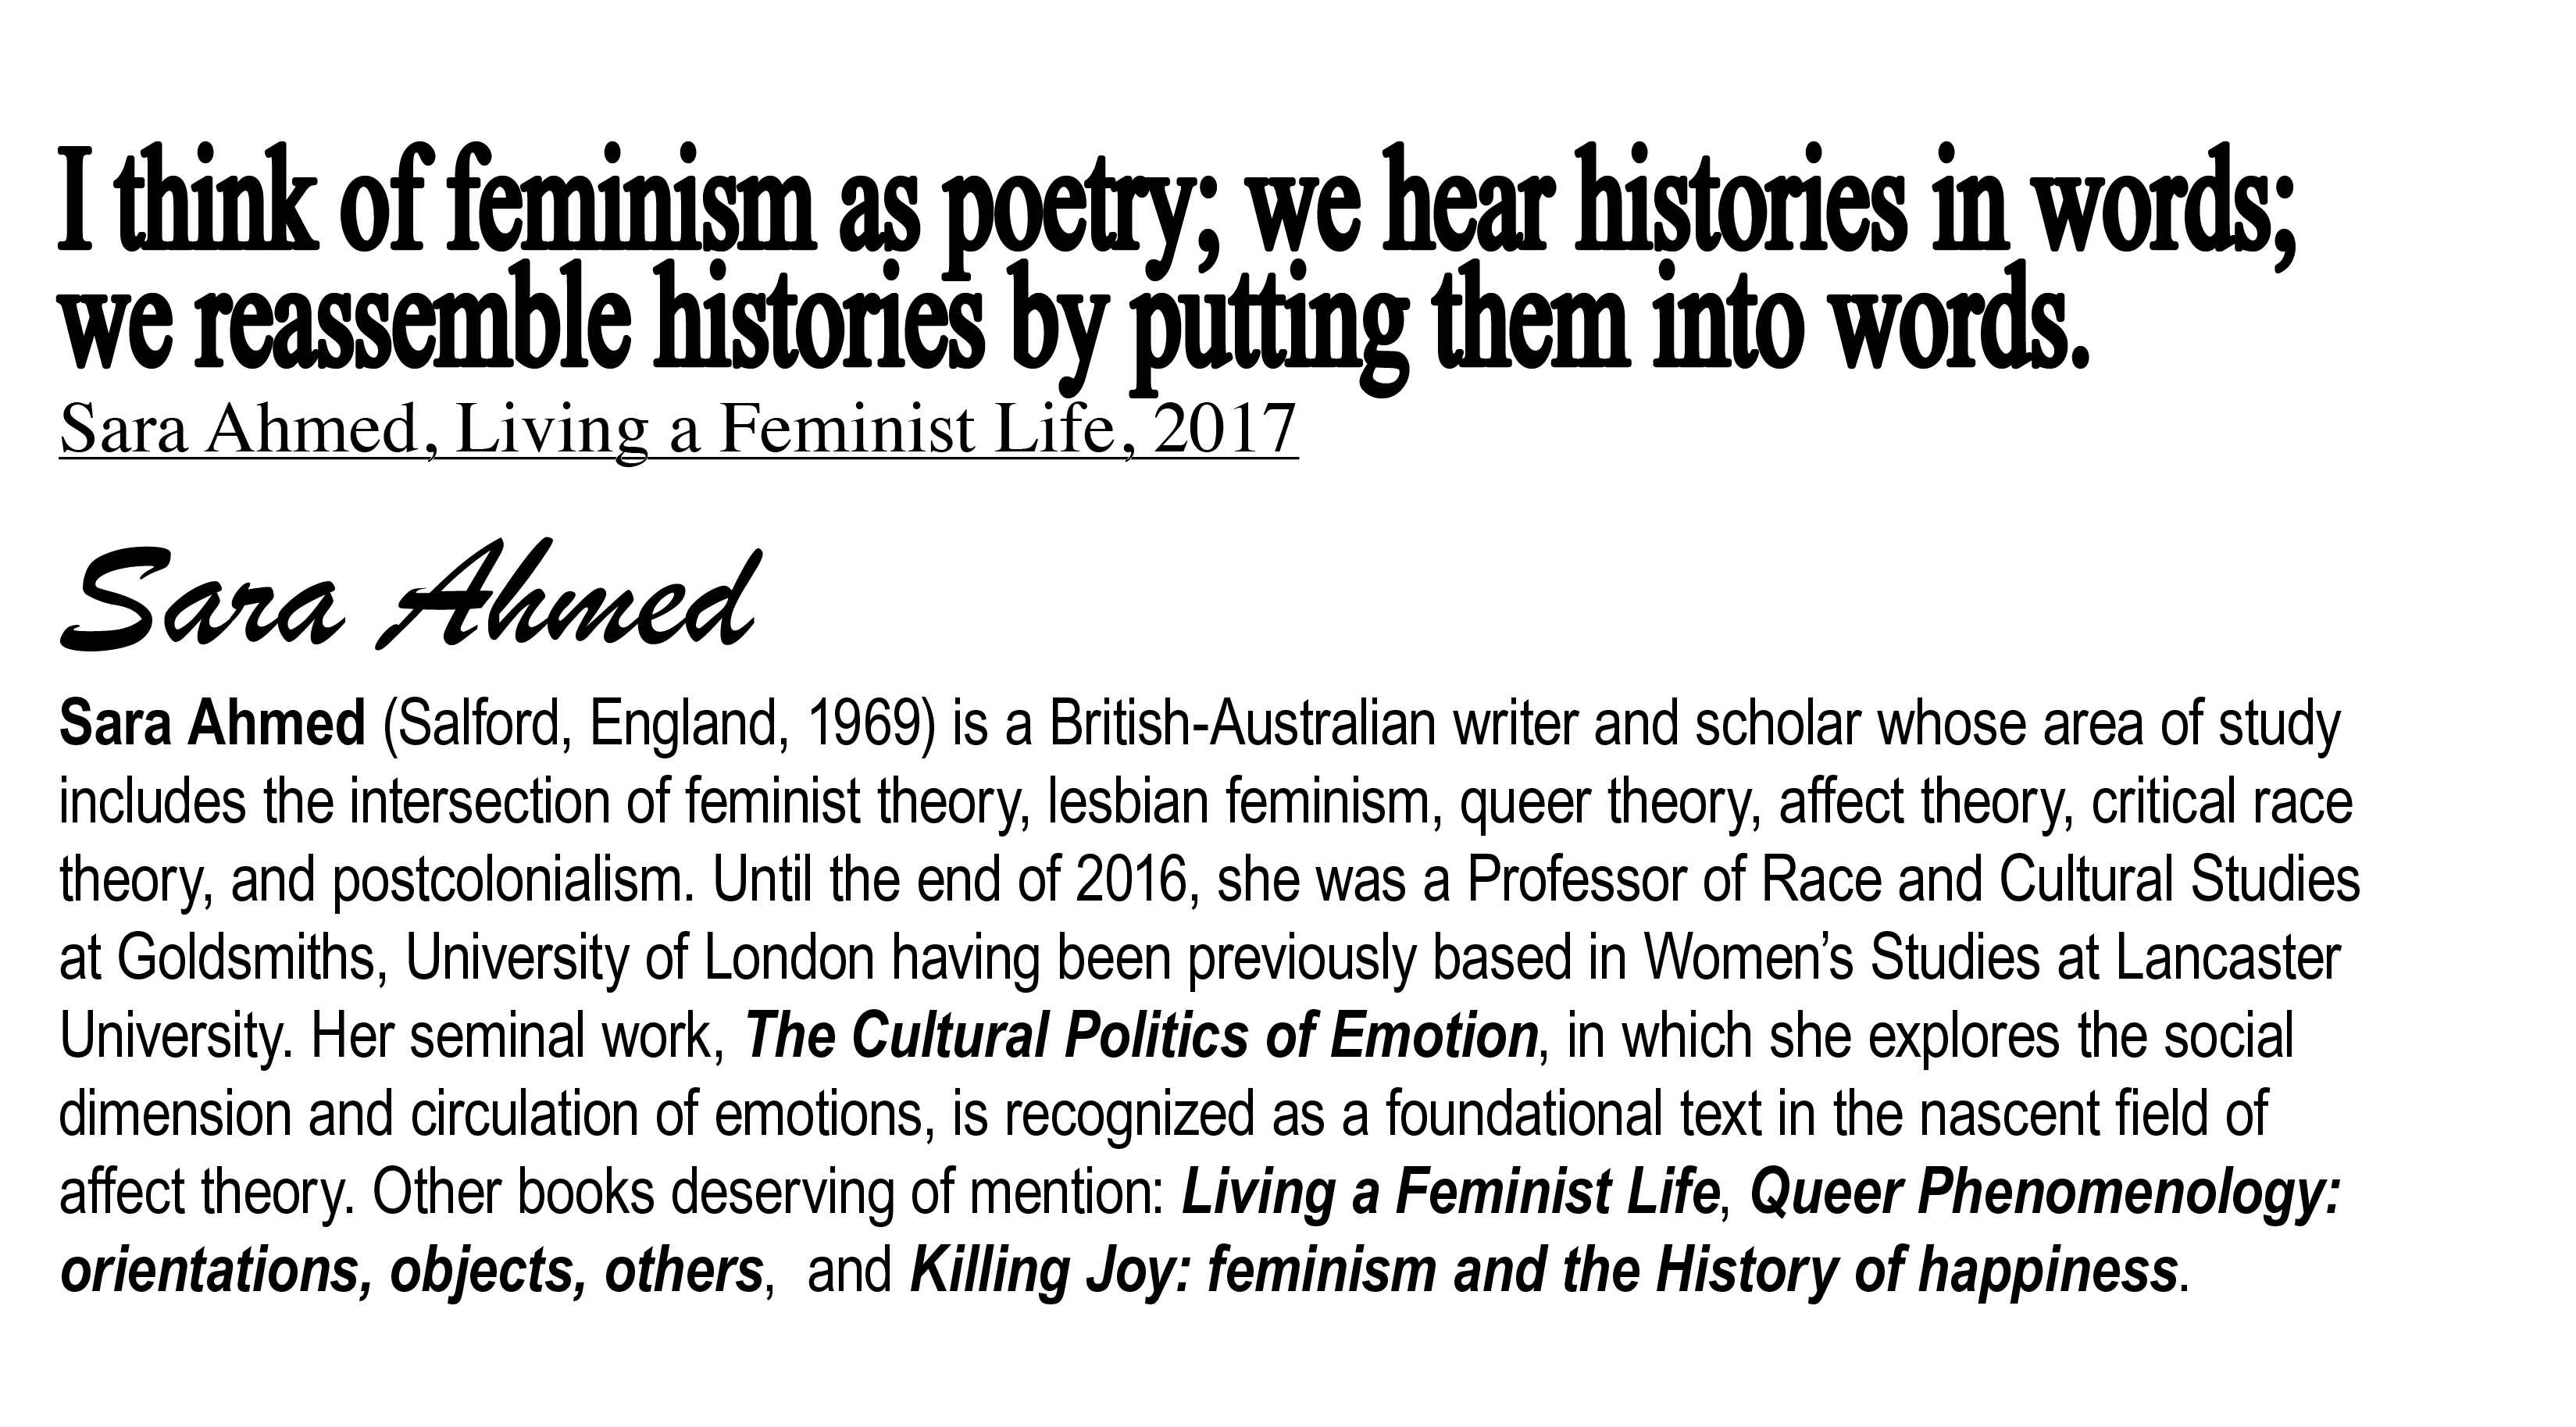 I think of feminism as poetry; we hear histories in words;
we reassemble histories by putting them into words.
Sara Ahmed, Living a Feminist Life, 2017
Sara Ahmed
Sara Ahmed (Salford, England, 1969) is a British-Australian writer and scholar whose area of study
includes the intersection of feminist theory, lesbian feminism, queer theory, affect theory, critical race
theory, and postcolonialism. Until the end of 2016, she was a Professor of Race and Cultural Studies
at Goldsmiths, University of London having been previously based in Women’s Studies at Lancaster
University. Her seminal work, The Cultural Politics of Emotion, in which she explores the social
dimension and circulation of emotions, is recognized as a foundational text in the nascent field of
affect theory. Other books deserving of mention: Living a Feminist Life, Queer Phenomenology:
orientations, objects, others,  and Killing Joy: feminism and the History of happiness.